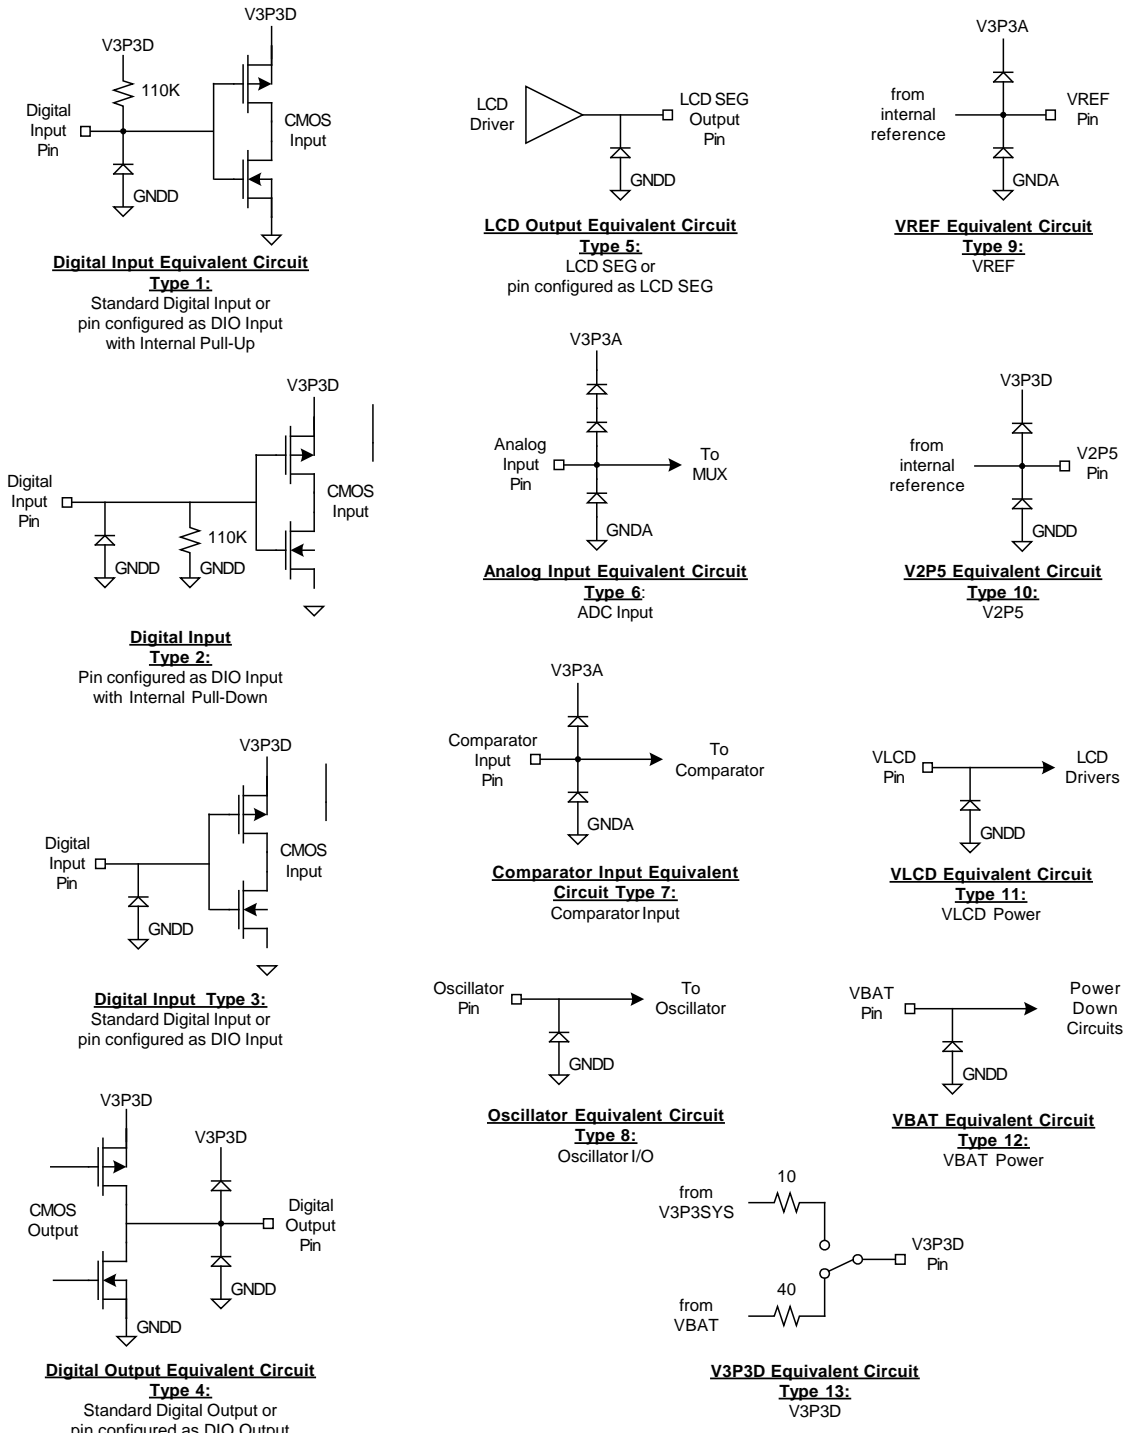 V3P3D
V3P3D
110K
Digital
Input
Pin
CMOS
Input
GNDD
Digital Input Equivalent Circuit
Type 1:
Standard Digital Input or
pin configured as DIO Input
with Internal Pull-Up
V3P3D
Digital
Input
Pin
CMOS
Input
110K
GNDD
GNDD
Digital Input
Type 2:
Pin configured as DIO Input
with Internal Pull-Down
V3P3D
Digital
Input
Pin
CMOS
Input
GNDD
Digital Input Type 3:
Standard Digital Input or
pin configured as DIO Input
V3P3D
V3P3D
CMOS
Output
Digital
Output
Pin
GNDD
GNDD
Digital Output Equivalent Circuit
Type 4:
Standard Digital Output or
pin configured as DIO Output
LCD
Driver
LCD SEG
Output
Pin
GNDD
LCD Output Equivalent Circuit
Type 5:
LCD SEG or
pin configured as LCD SEG
V3P3A
Analog
Input
Pin
To
MUX
GNDA
Analog Input Equivalent Circuit
Type 6:
ADC Input
V3P3A
Comparator
Input
Pin
To
Comparator
GNDA
Comparator Input Equivalent
Circuit Type 7:
Comparator Input
Oscillator
Pin
To
Oscillator
GNDD
Oscillator Equivalent Circuit
Type 8:
Oscillator I/O
V3P3A
from
internal
reference
VREF
Pin
GNDA
VREF Equivalent Circuit
Type 9:
VREF
V3P3D
from
internal
reference
V2P5
Pin
GNDD
V2P5 Equivalent Circuit
Type 10:
V2P5
VLCD
Pin
LCD
Drivers
GNDD
VLCD Equivalent Circuit
Type 11:
VLCD Power
VBAT
Pin
Power
Down
Circuits
GNDD
VBAT Equivalent Circuit
Type 12:
VBAT Power
from
V3P3SYS
10
V3P3D
Pin
from
VBAT
40
V3P3D Equivalent Circuit
Type 13:
V3P3D